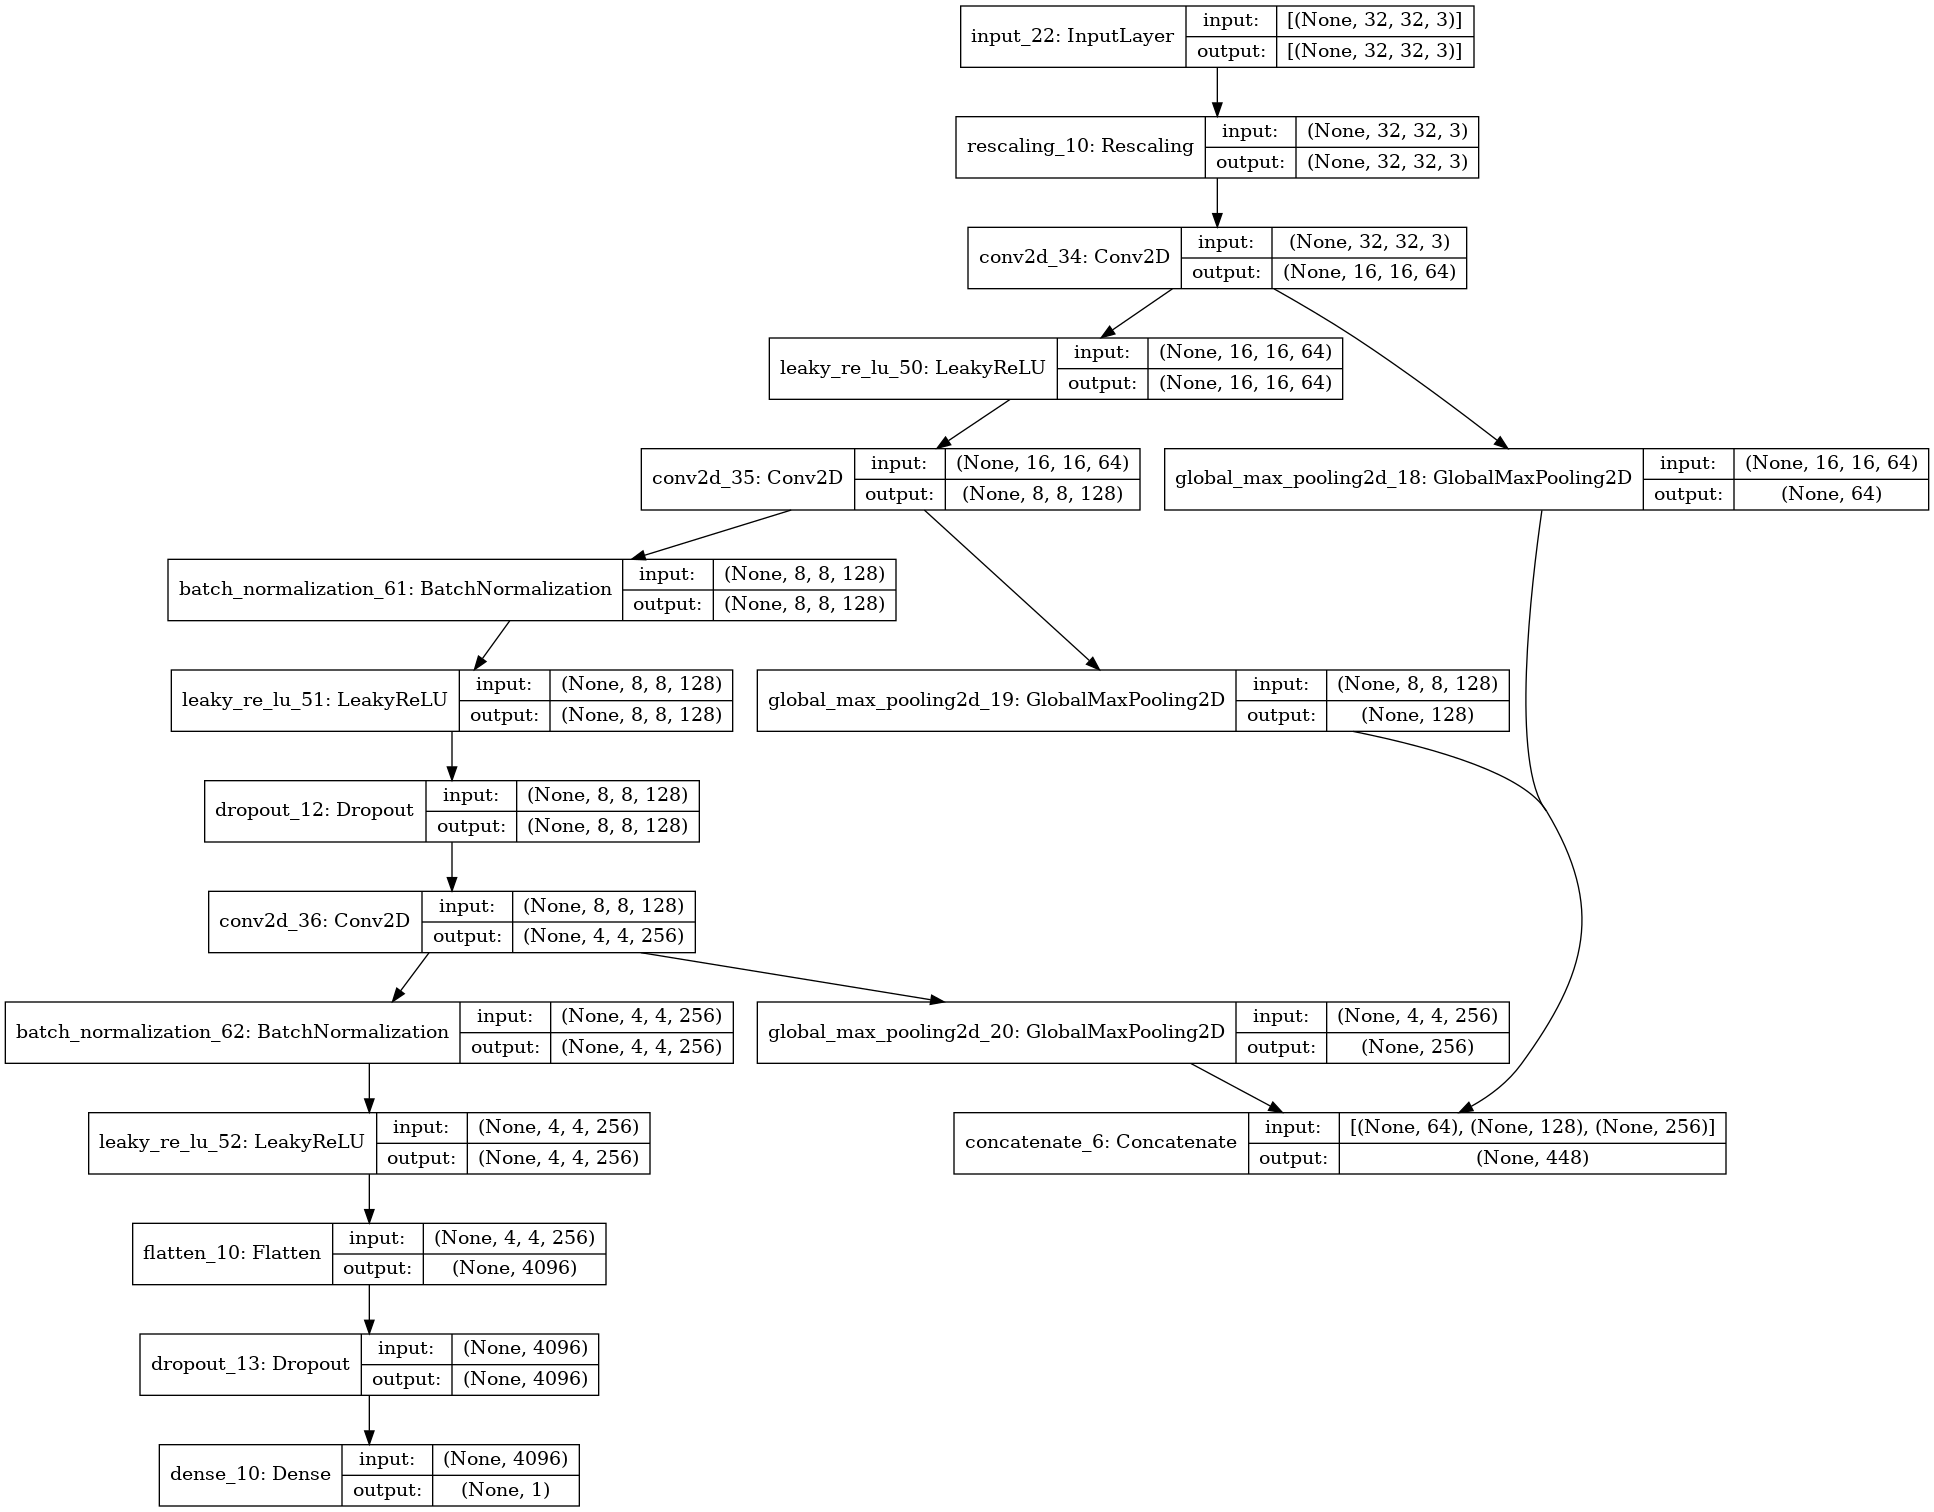 input_22: InputLayer
input: [(None, 32, 32, 3)]
output: [(None, 32, 32, 3)]
rescaling_10: Rescaling
input: (None, 32, 32, 3)
output: (None, 32, 32, 3)
conv2d_34: Conv2D
input: (None, 32, 32, 3)
output: (None, 16, 16, 64)
leaky_re_lu_50: LeakyReLU
input: (None, 16, 16, 64)
output: (None, 16, 16, 64)
conv2d_35: Conv2D
input: (None, 16, 16, 64)
output: (None, 8, 8, 128)
global_max_pooling2d_18: GlobalMaxPooling2D
input: (None, 16, 16, 64)
output: (None, 64)
batch_normalization_61: BatchNormalization
input: (None, 8, 8, 128)
output: (None, 8, 8, 128)
leaky_re_lu_51: LeakyReLU
input: (None, 8, 8, 128)
output: (None, 8, 8, 128)
global_max_pooling2d_19: GlobalMaxPooling2D
input: (None, 8, 8, 128)
output: (None, 128)
dropout_12: Dropout
input: (None, 8, 8, 128)
output: (None, 8, 8, 128)
conv2d_36: Conv2D
input: (None, 8, 8, 128)
output: (None, 4, 4, 256)
batch_normalization_62: BatchNormalization
input: (None, 4, 4, 256)
output: (None, 4, 4, 256)
global_max_pooling2d_20: GlobalMaxPooling2D
input: (None, 4, 4, 256)
output: (None, 256)
leaky_re_lu_52: LeakyReLU
input: (None, 4, 4, 256)
output: (None, 4, 4, 256)
concatenate_6: Concatenate
input: [(None, 64), (None, 128), (None, 256)]
output: (None, 448)
flatten_10: Flatten
input: (None, 4, 4, 256)
output: (None, 4096)
dropout_13: Dropout
input: (None, 4096)
output: (None, 4096)
dense_10: Dense
input: (None, 4096)
output: (None, 1)